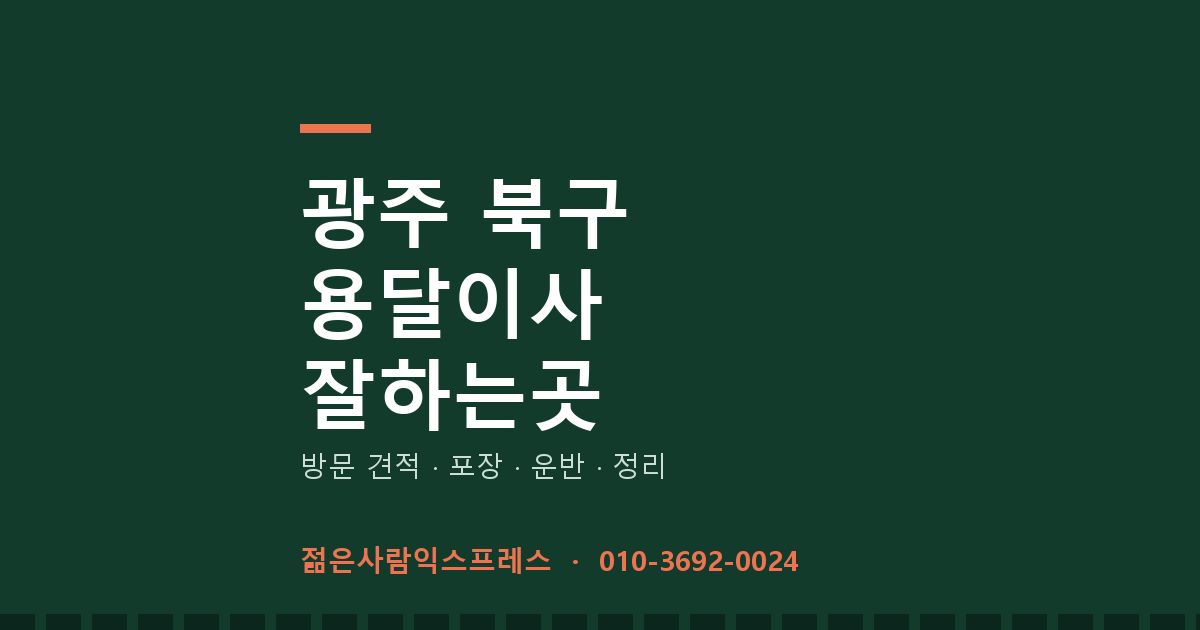 광주 북구
용달이사
잘하는곳
방문 견적 · 포장 · 운반 · 정리
젊은사람익스프레스 · 010-3692-0024